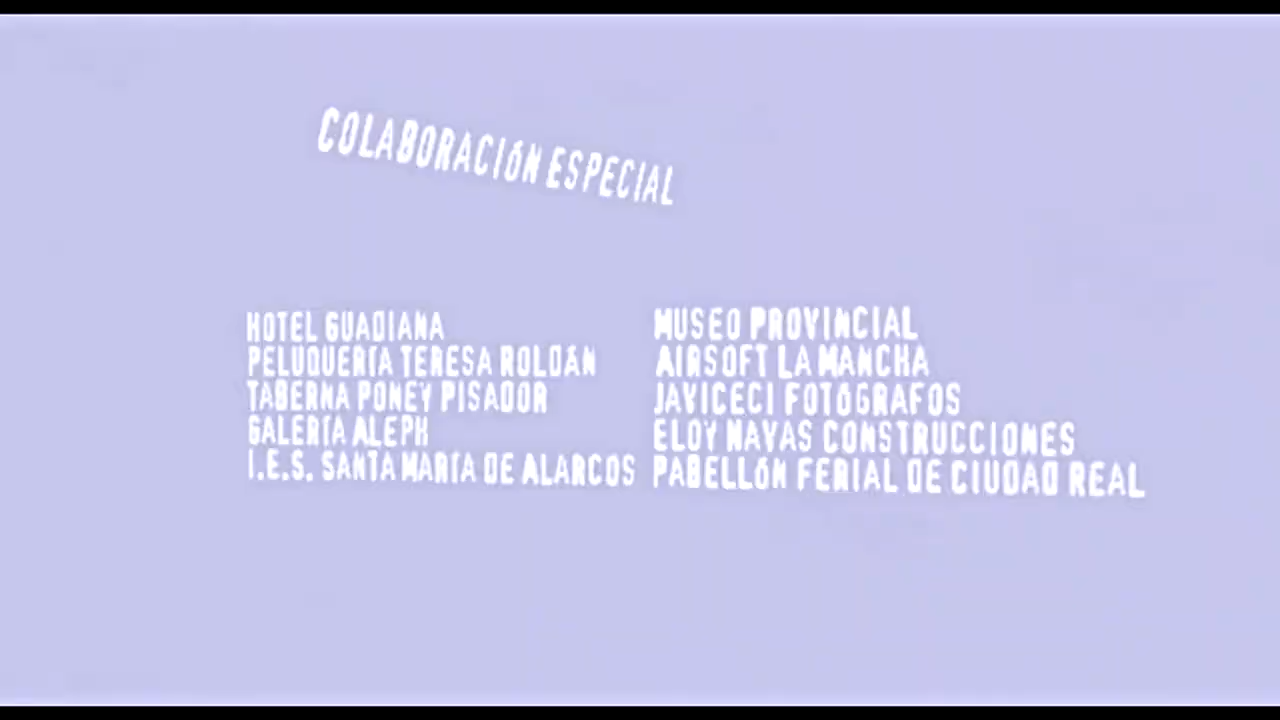 COLABORACIÓN ESPECIAL
HOTEL GUADIANA
PELUQUERÍA TERESA ROLDÁN
TABERNA PONEY PISADOR
GALERÍA ALEPH
I.E.S. SANTA MARÍA DE ALARCOS
MUSEO PROVINCIAL
AIRSOFT LA MANCHA
JAVICECI FOTÓGRAFOS
ELOY NAVAS CONSTRUCCIONES
PABELLÓN FERIAL DE CIUDAD REAL